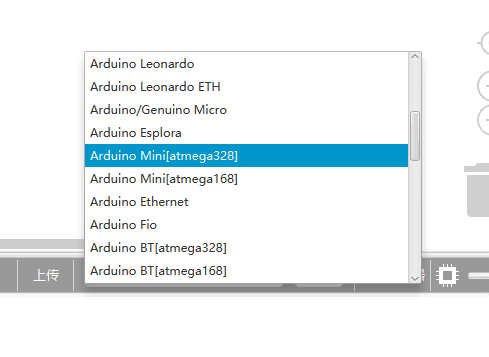 Arduino Leonardo
Arduino Leonardo ETH
Arduino/Genuino Micro
Arduino Esplora
Arduino Mini[atmega328]
Arduino Mini[atmega168]
Arduino Ethernet
Arduino Fio
Arduino BT[atmega328]
Arduino BT[atmega168]
上传